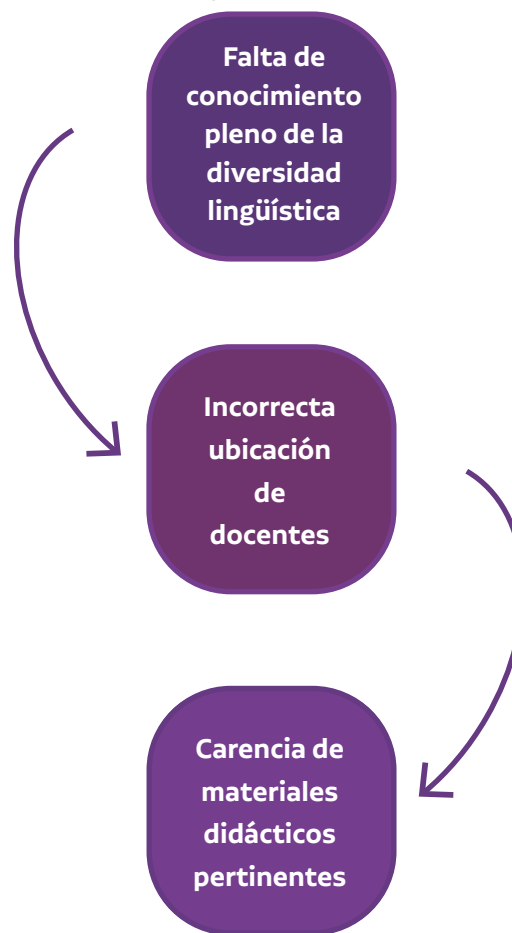 Falta de
conocimiento
pleno de la
diversidad
lingüística
Incorrecta
ubicación
de
docentes
Carencia de
materiales
didácticos
pertinentes